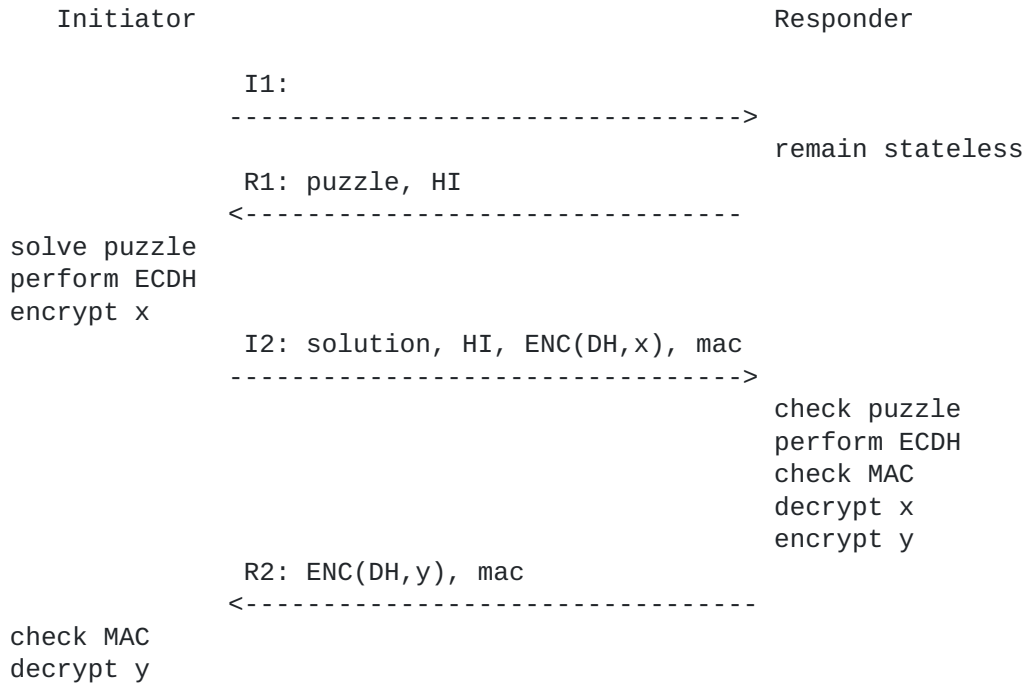 Initiator Responder
I1:
--------------------------------->
remain stateless
R1: puzzle, HI
<--------------------------------
solve puzzle
perform ECDH
encrypt x
I2: solution, HI, ENC(DH,x), mac
--------------------------------->
check puzzle
perform ECDH
check MAC
decrypt x
encrypt y
R2: ENC(DH,y), mac
<---------------------------------
check MAC
decrypt y